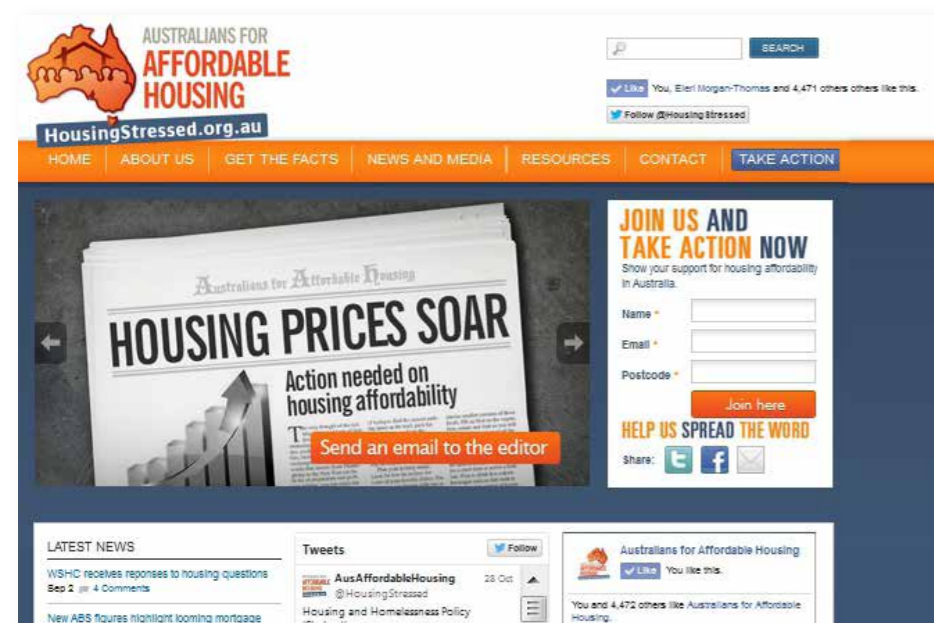 AUSTRALIANS FOR
AFFORDABLE
HOUSING
HousingStressed.org.au
SEARCH
Like You, Eleri Morgan-Thomas and 4,471 others others like this.
Follow @HousingStressed
HOME ABOUT US GET THE FACTS NEWS AND MEDIA RESOURCES CONTACT TAKE ACTION
Australians for Affordable Housing
HOUSING PRICES SOAR
Action needed on
housing affordability
Send an email to the editor
JOIN US AND
TAKE ACTION NOW
Show your support for housing affordability
in Australia.
Name *
Email *
Postcode *
Join here
HELP US SPREAD THE WORD
Share:
LATEST NEWS
WSHC receives reponses to housing questions
Sep 2 4 Comments
New ABS figures highlight looming mortgage
Tweets Follow
AusAffordableHousing 28 Oct
@HousingStressed
Housing and Homelessness Policy
Australians for Affordable Housing
Like You like this.
You and 4,472 others like Australians for Affordable
Housing.